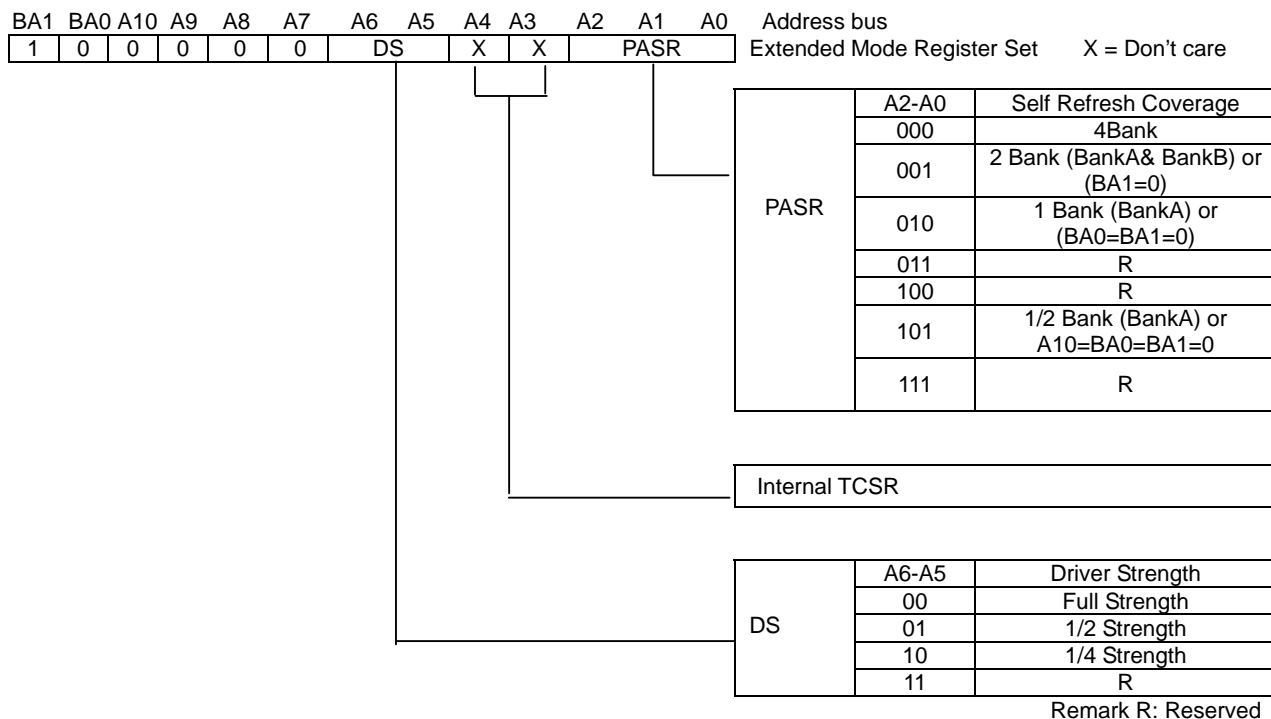 BA1 BA0 A10 A9 A8 A7 A6 A5 A4 A3 A2 A1 A0 Address bus
1 0 0 0 0 0 DS X X PASR Extended Mode Register Set X = Don't care
A2-A0 Self Refresh Coverage
000 4Bank
001 2 Bank (BankA& BankB) or
(BA1=0)
PASR
010 1 Bank (BankA) or
(BA0=BA1=0)
011 R
100 R
101 1/2 Bank (BankA) or
A10=BA0=BA1=0
111 R
Internal TCSR
A6-A5 Driver Strength
00 Full Strength
DS 01 1/2 Strength
10 1/4 Strength
11 R
Remark R: Reserved